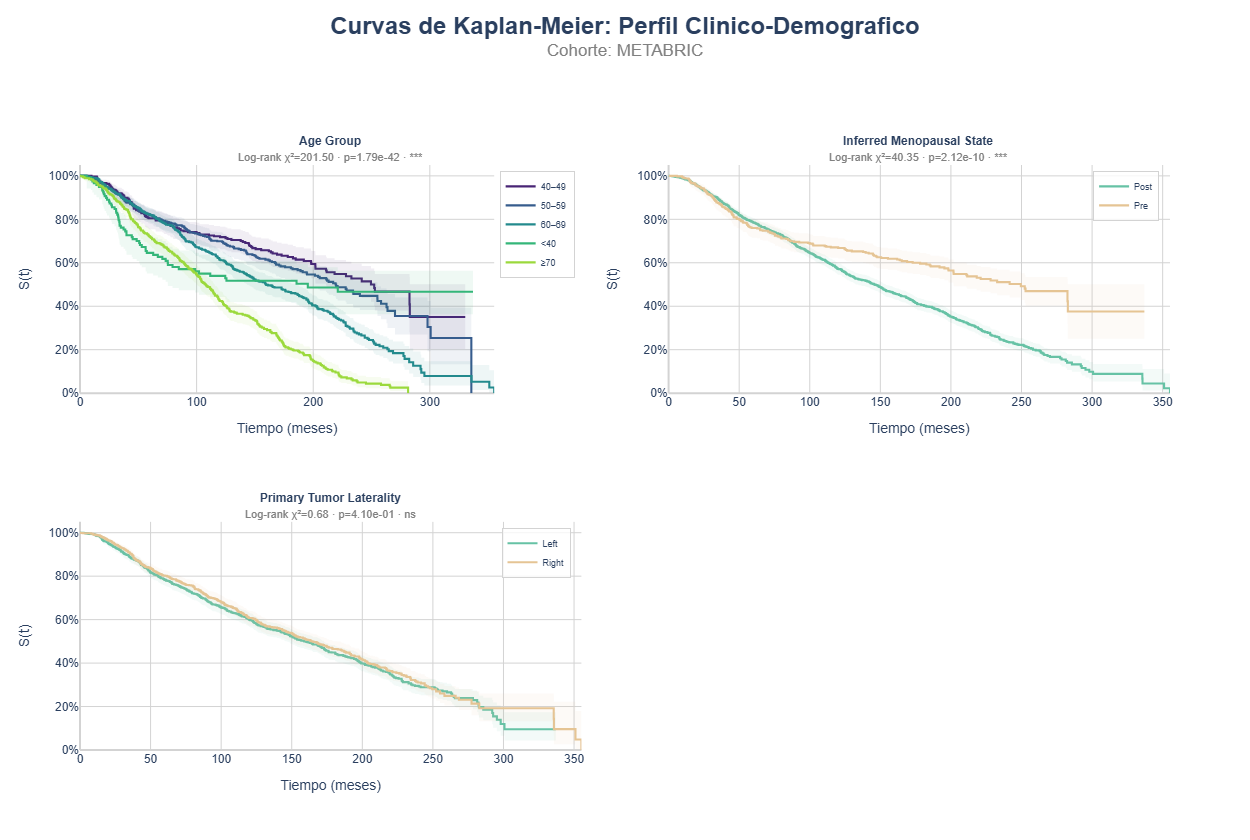 Curvas de Kaplan-Meier: Perfil Clinico-Demografico
Cohorte: METABRIC
Age Group
Log-rank χ²=201.50 · p=1.79e-42 · ***
100%
80%
60%
40%
20%
0%
S(t)
0 100 200 300
Tiempo (meses)
40–49
50–59
60–69
<40
≥70
Inferred Menopausal State
Log-rank χ²=40.35 · p=2.12e-10 · ***
100%
80%
60%
40%
20%
0%
S(t)
0 50 100 150 200 250 300 350
Tiempo (meses)
Post
Pre
Primary Tumor Laterality
Log-rank χ²=0.68 · p=4.10e-01 · ns
100%
80%
60%
40%
20%
0%
S(t)
0 50 100 150 200 250 300 350
Tiempo (meses)
Left
Right